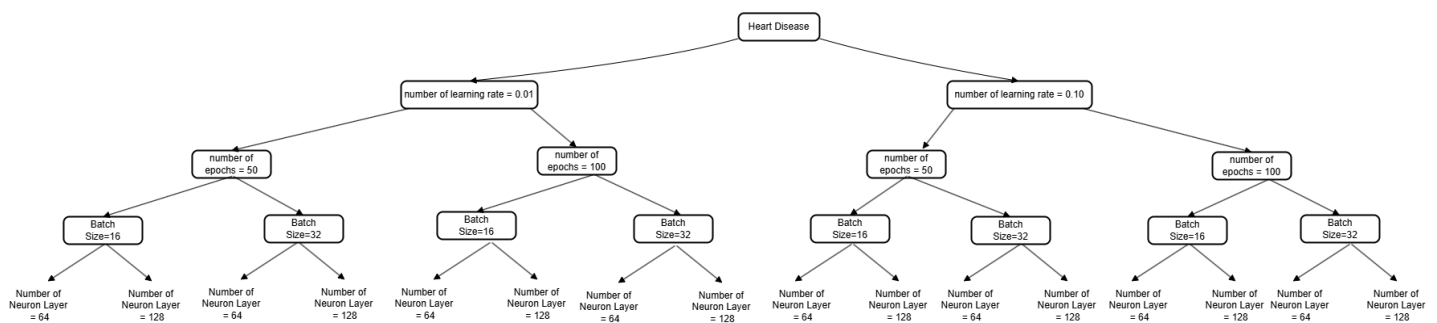 Heart Disease
number of learning rate = 0.01
number of learning rate = 0.10
number of
epochs = 50
number of
epochs = 100
number of
epochs = 50
number of
epochs = 100
Batch
Size=16
Batch
Size=32
Batch
Size=16
Batch
Size=32
Batch
Size=16
Batch
Size=32
Batch
Size=16
Batch
Size=32
Number of
Neuron Layer
= 64
Number of
Neuron Layer
= 128
Number of
Neuron Layer
= 64
Number of
Neuron Layer
= 128
Number of
Neuron Layer
= 64
Number of
Neuron Layer
= 128
Number of
Neuron Layer
= 64
Number of
Neuron Layer
= 128
Number of
Neuron Layer
= 64
Number of
Neuron Layer
= 128
Number of
Neuron Layer
= 64
Number of
Neuron Layer
= 128
Number of
Neuron Layer
= 64
Number of
Neuron Layer
= 128
Number of
Neuron Layer
= 64
Number of
Neuron Layer
= 128